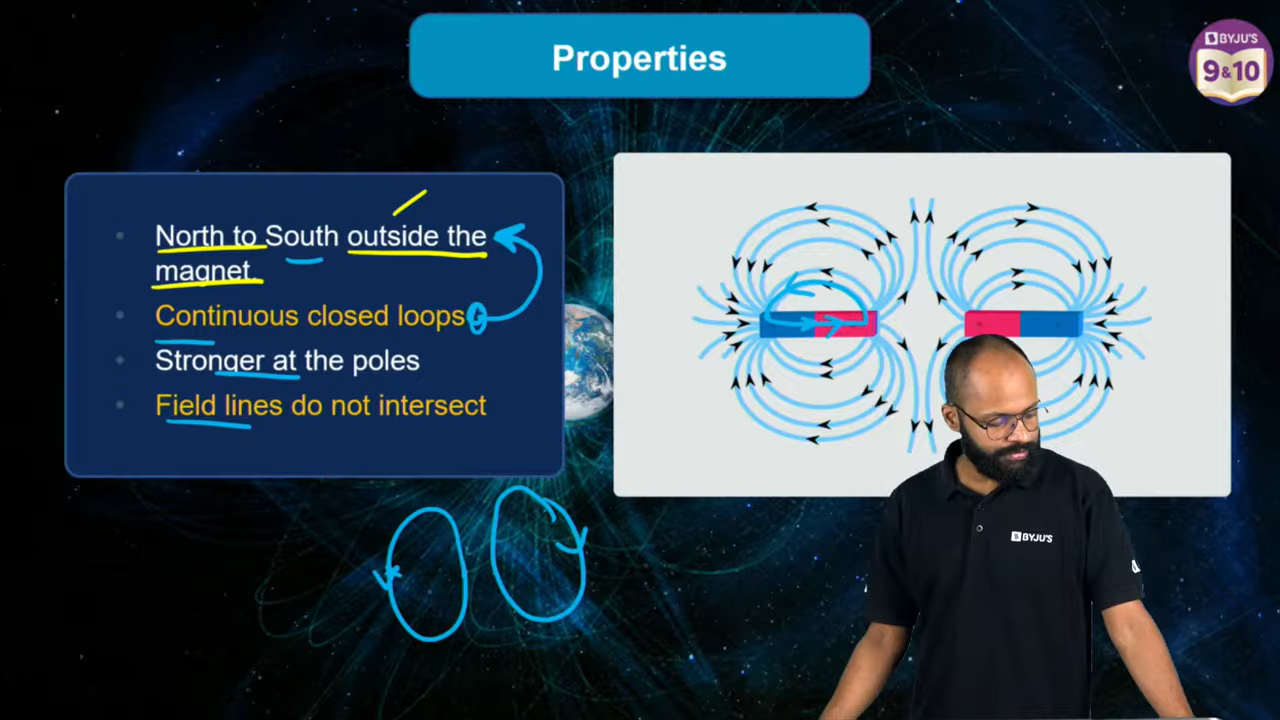 Properties
BYJU'S
9&10
North to South outside the
magnet.
Continuous closed loops
Stronger at the poles
Field lines do not intersect
BYJU'S